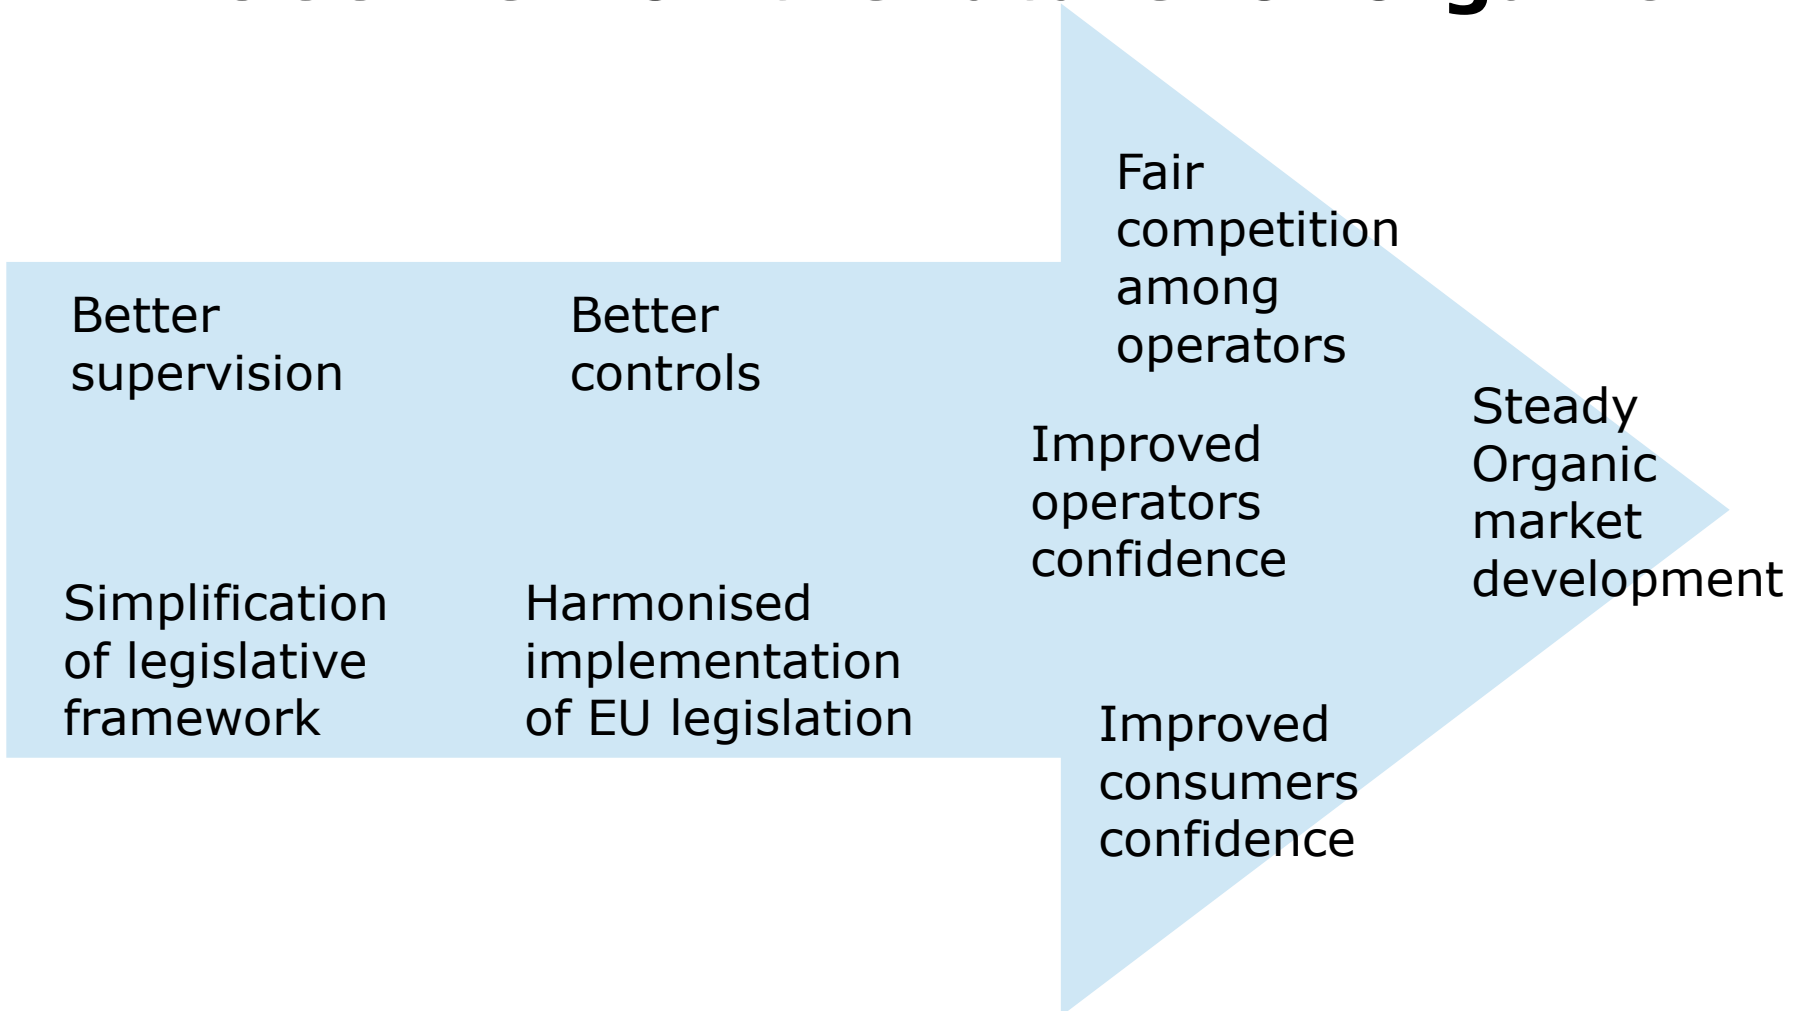 Better
supervision
Better
controls
Simplification
of legislative
framework
Harmonised
implementation
of EU legislation
Fair
competition
among
operators
Improved
operators
confidence
Improved
consumers
confidence
Steady
Organic
market
development